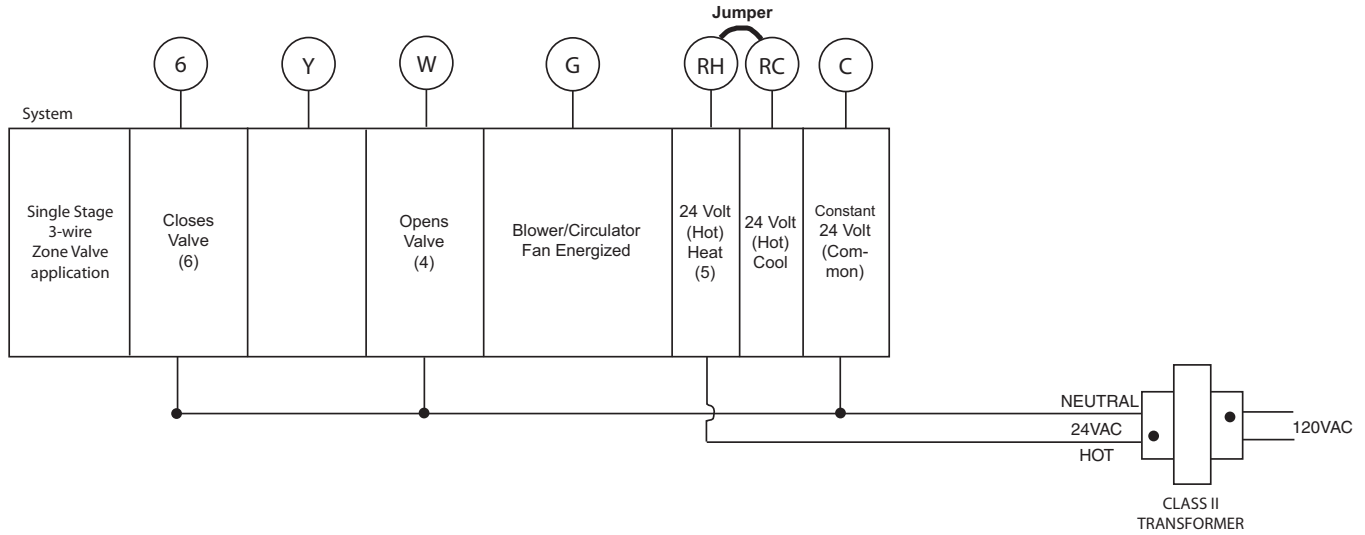 Jumper
6
Y
W
G
RH
RC
C
System
Single Stage
3-wire
Zone Valve
application
Closes
Valve
(6)
Opens
Valve
(4)
Blower/Circulator
Fan Energized
24 Volt
(Hot)
Heat
(5)
24 Volt
(Hot)
Cool
Constant
24 Volt
(Com-
mon)
NEUTRAL
24VAC
HOT
120VAC
CLASS II
TRANSFORMER